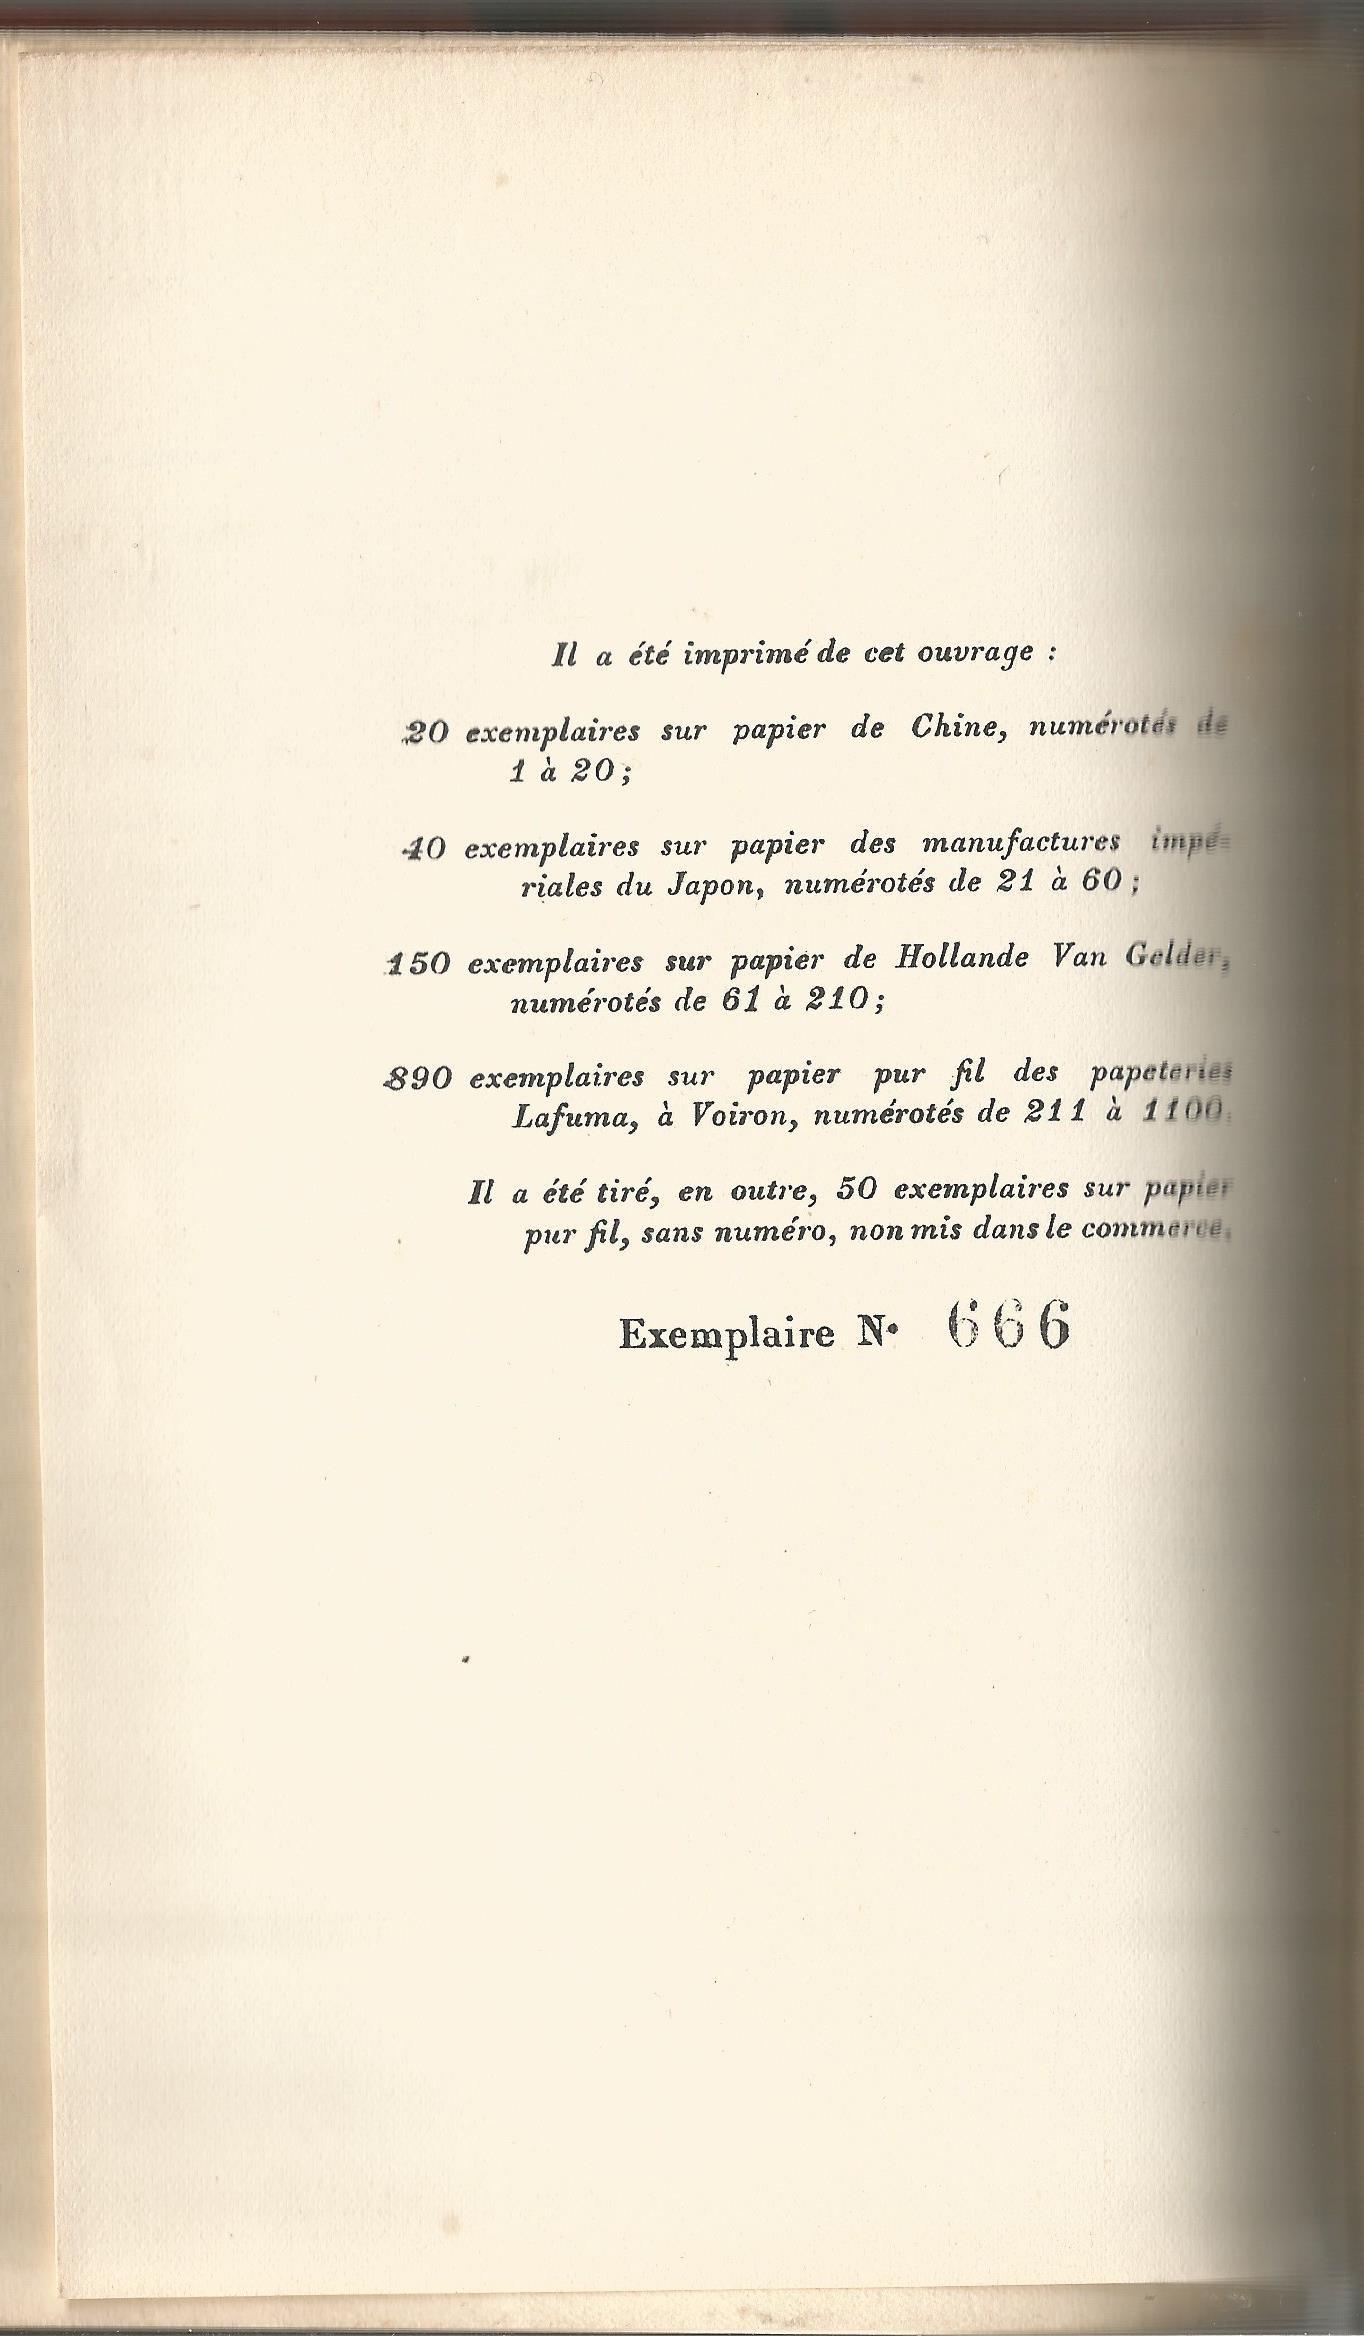 Il a été imprimé de cet ouvrage :
20 exemplaires sur papier de Chine, numérotés de
1 à 20 ;
40 exemplaires sur papier des manufactures impé-
riales du Japon, numérotés de 21 à 60 ;
150 exemplaires sur papier de Hollande Van Gelder,
numérotés de 61 à 210 ;
890 exemplaires sur papier pur fil des papeteries
Lafuma, à Voiron, numérotés de 211 à 1100.
Il a été tiré, en outre, 50 exemplaires sur papier
pur fil, sans numéro, non mis dans le commerce.
Exemplaire N° 666